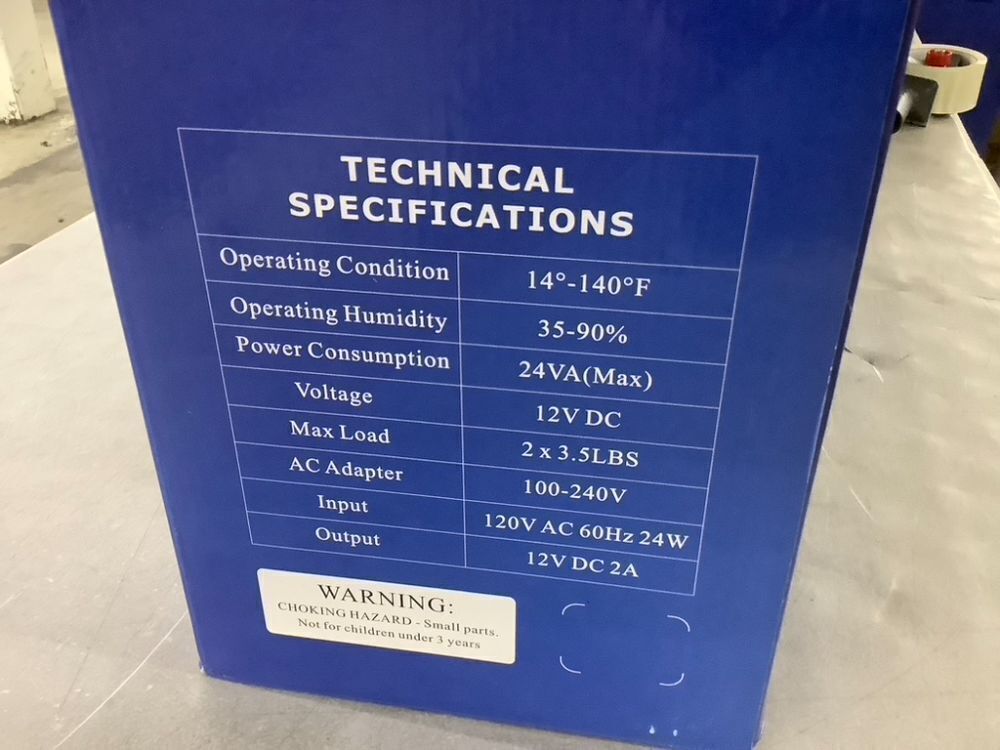 TECHNICAL
SPECIFICATIONS
Operating Condition 14°-140°F
Operating Humidity 35-90%
Power Consumption 24VA(Max)
Voltage 12V DC
Max Load 2 x 3.5LBS
AC Adapter 100-240V
Input 120V AC 60Hz 24W
Output 12V DC 2A
WARNING:
CHOKING HAZARD - Small parts.
Not for children under 3 years